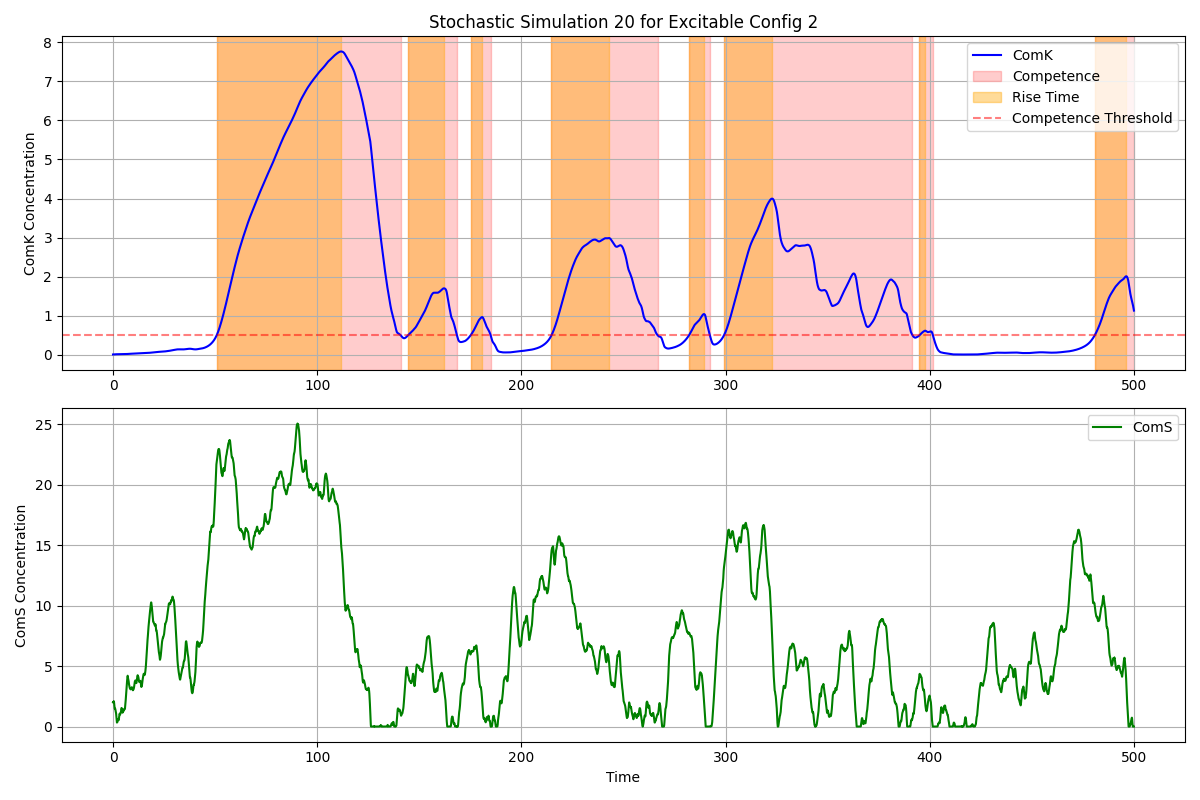 Stochastic Simulation 20 for Excitable Config 2
ComK Concentration
8
7
6
5
4
3
2
1
0
ComK
Competence
Rise Time
Competence Threshold
0 100 200 300 400 500
ComS Concentration
25
20
15
10
5
0
ComS
0 100 200 300 400 500
Time